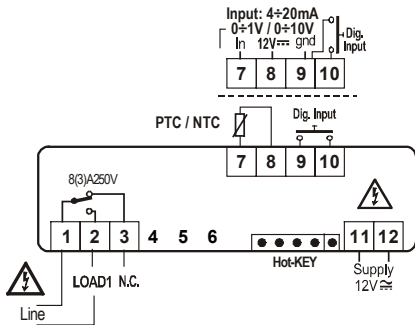 Input: 4÷20mA
0÷1V / 0÷10V
In 12V⎓ gnd
Dig. Input
7 8 9 10
PTC / NTC
Dig. Input
7 8 9 10
8(3)A250V
1 2 3 4 5 6
11 12
Hot-KEY
LOAD1 N.C.
Supply
12V≂
Line